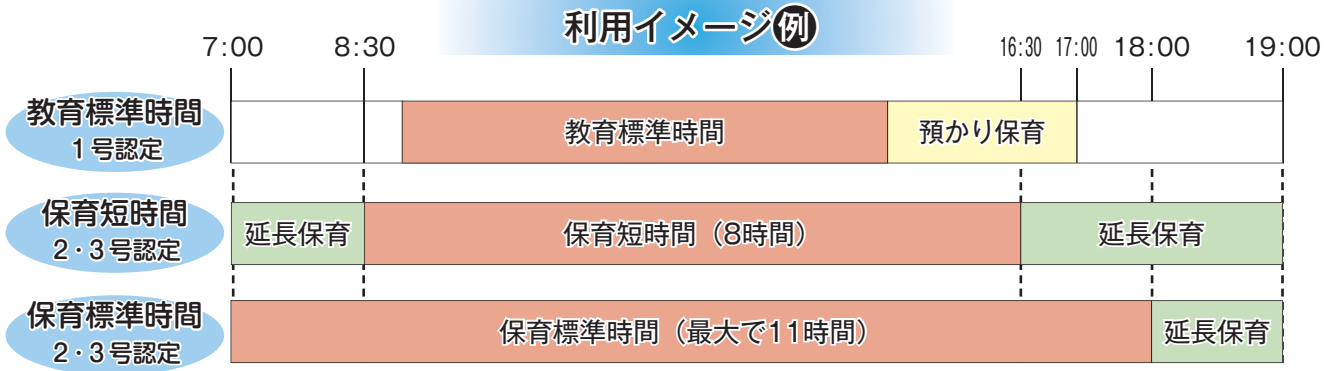 利用イメージ例
7:00 8:30 16:30 17:00 18:00 19:00
教育標準時間
1号認定
教育標準時間 預かり保育
保育短時間
2・3号認定
延長保育 保育短時間（8時間） 延長保育
保育標準時間
2・3号認定
保育標準時間（最大で11時間） 延長保育